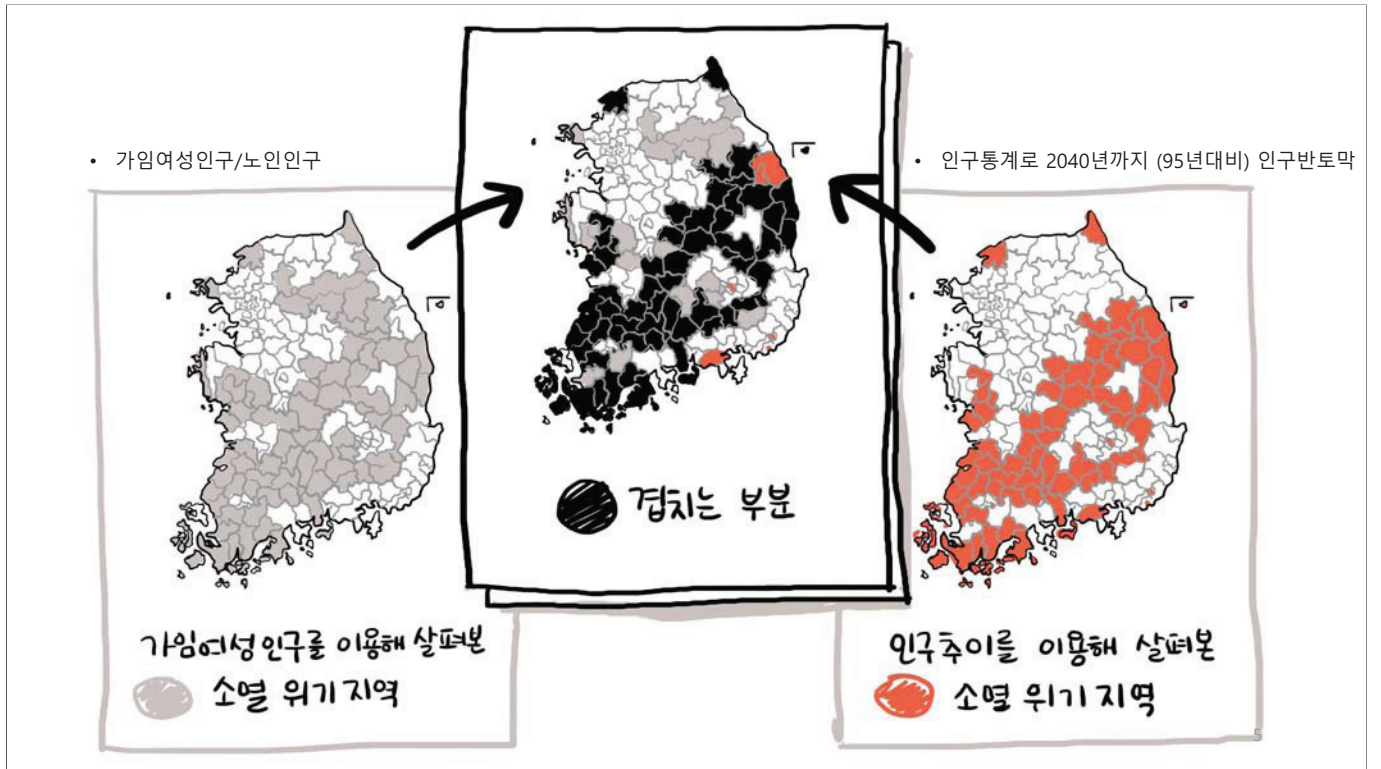 • 가임여성인구/노인인구
• 인구통계로 2040년까지 (95년대비) 인구반토막
겹치는 부분
가임여성인구를 이용해 살펴본
소멸 위기 지역
인구추이를 이용해 살펴본
소멸 위기 지역
5